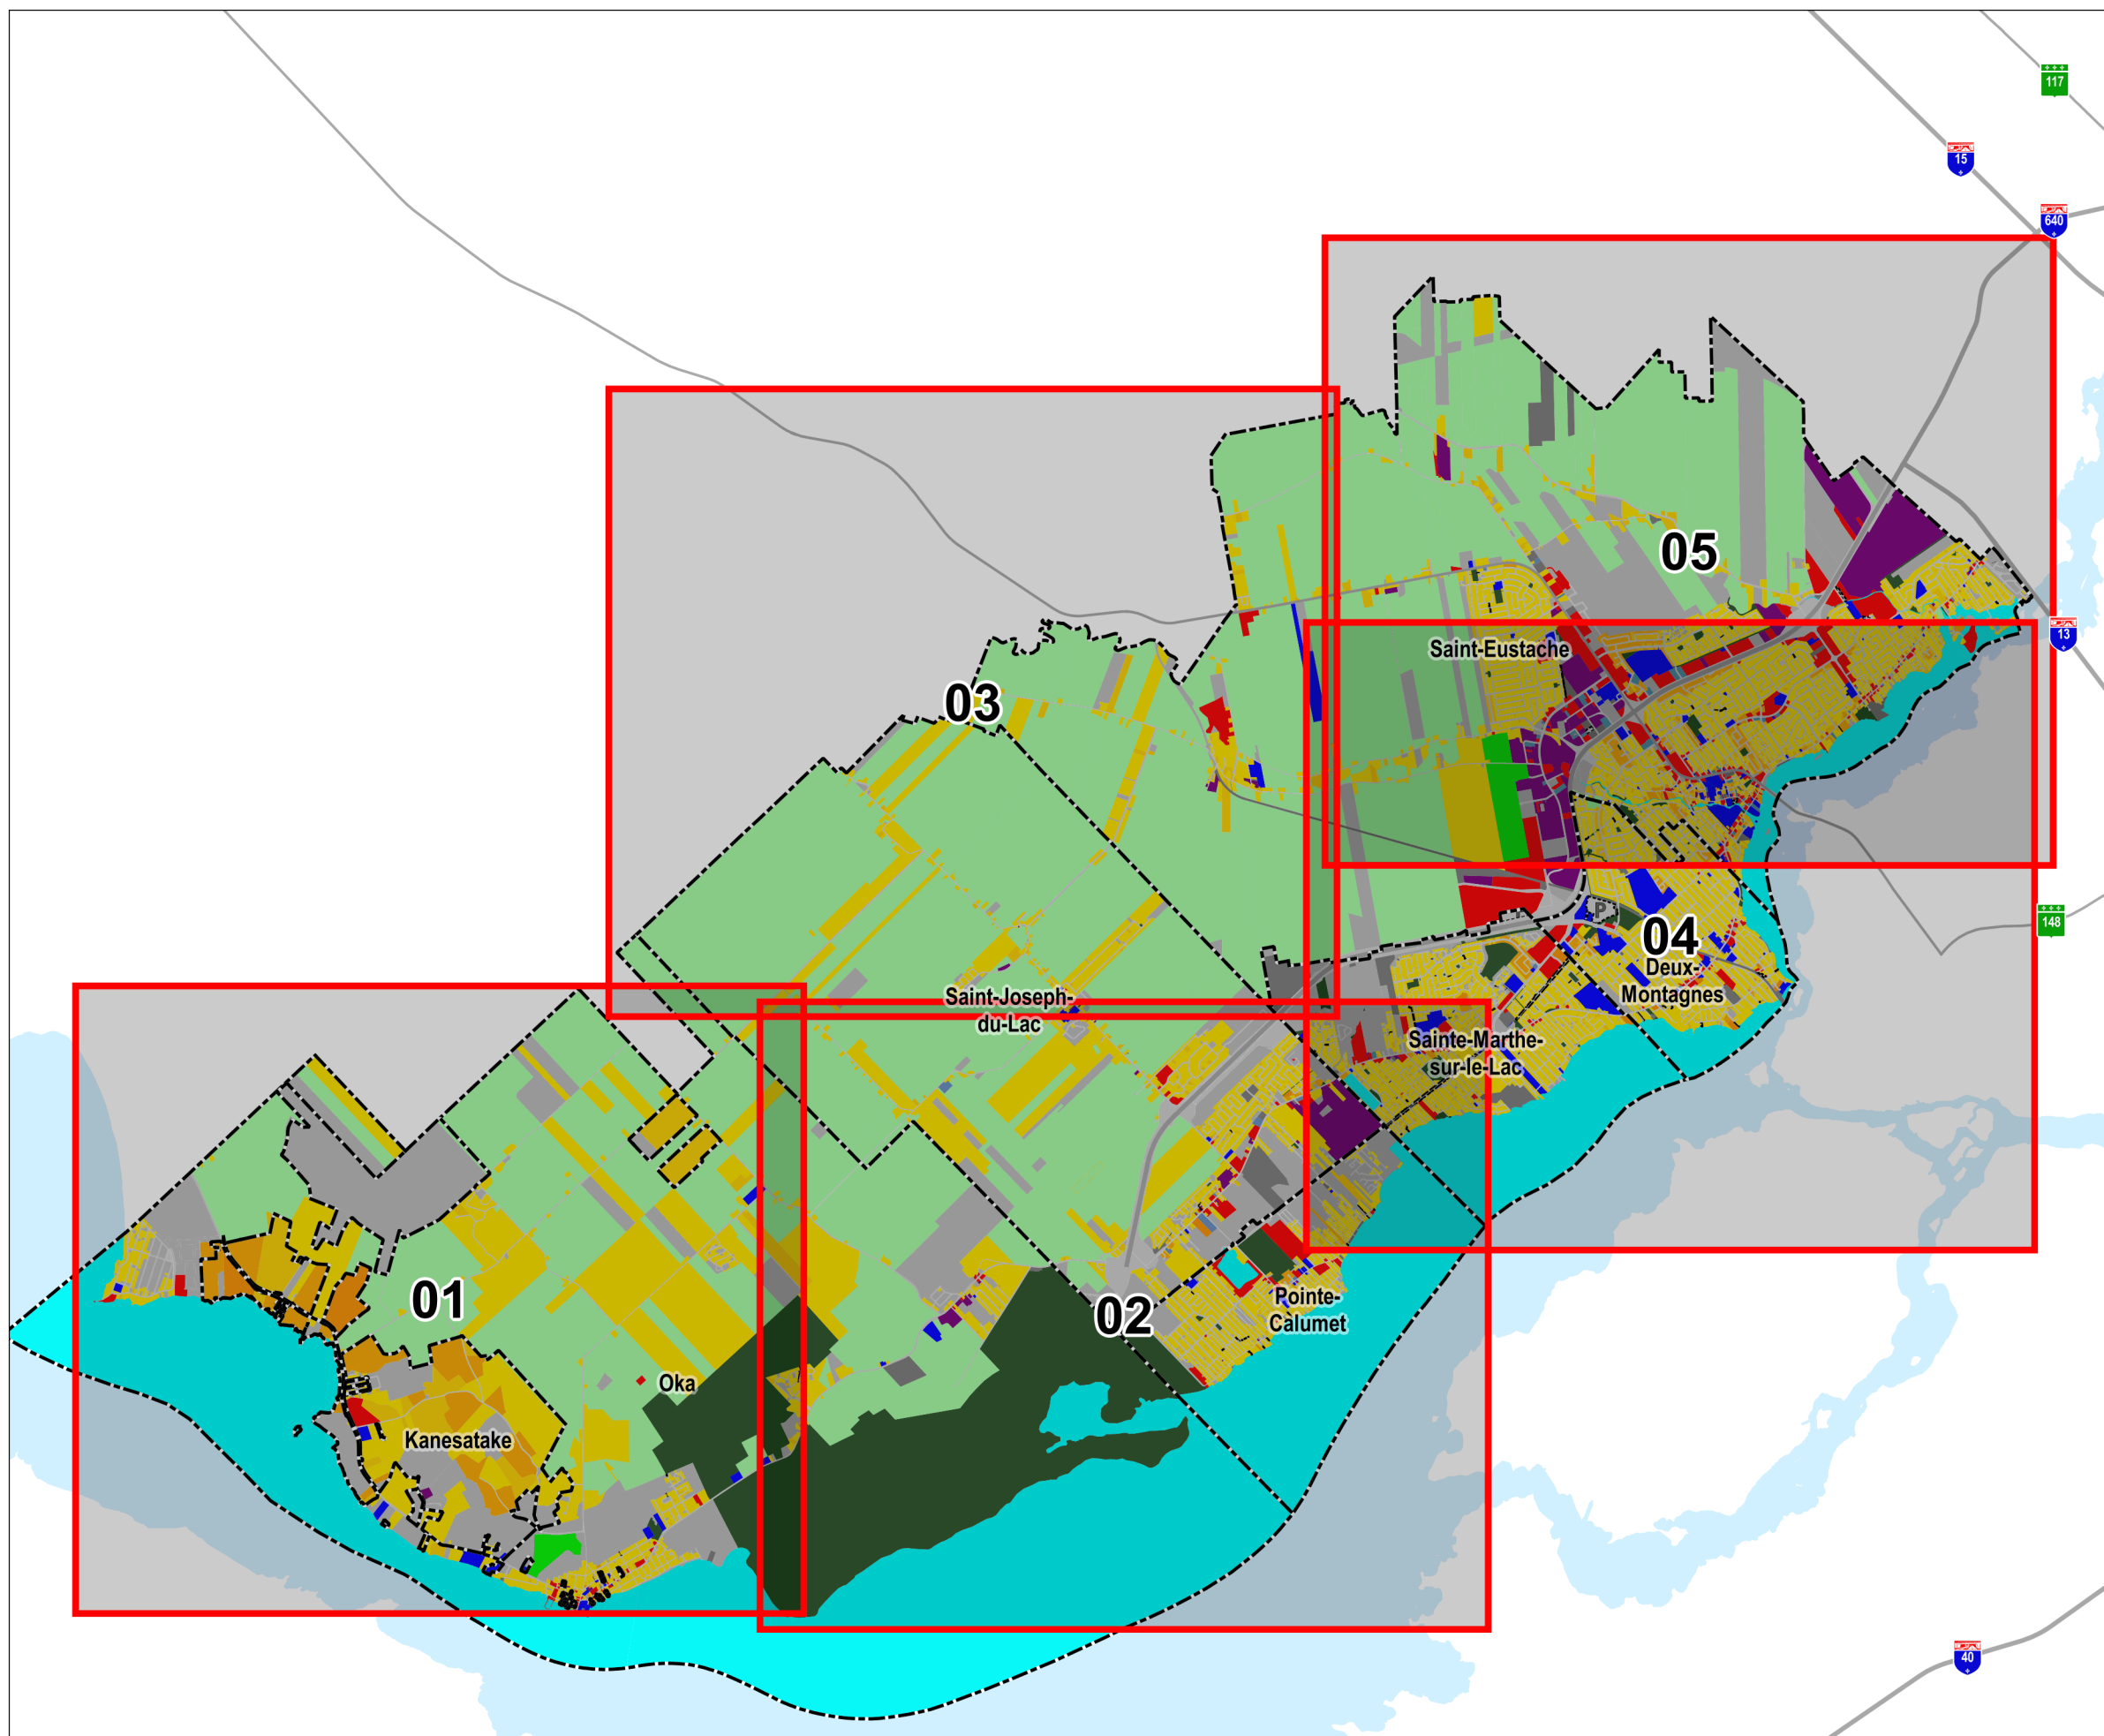 117
15
640
05
13
Saint-Eustache
03
148
P
04
Deux-
Montagnes
Saint-Joseph-
du-Lac
Sainte-Marthe-
sur-le-Lac
01
02
Pointe-
Calumet
Oka
Kanesatake
40